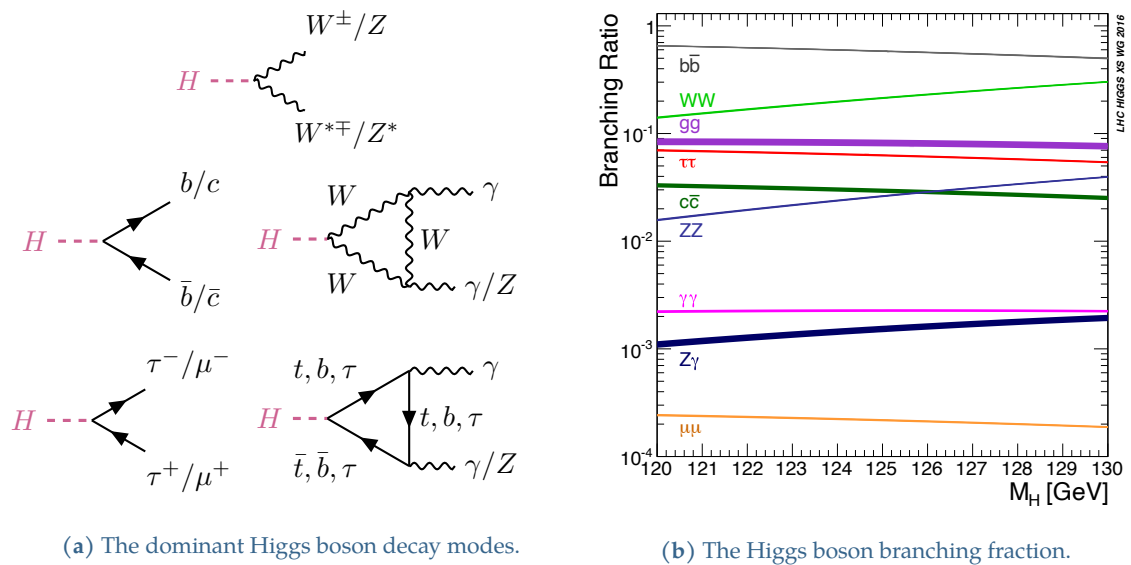 W^±/Z
H
W^{*∓}/Z^*
b/c
H
b̄/c̄
W
γ
H
W
W
γ/Z
τ^−/μ^−
H
τ^+/μ^+
t, b, τ
γ
H
t, b, τ
t̄, b̄, τ
γ/Z
(a) The dominant Higgs boson decay modes.
Branching Ratio
LHC HIGGS XS WG 2016
1
10^{-1}
10^{-2}
10^{-3}
10^{-4}
bb̄
WW
gg
ττ
cc̄
ZZ
γγ
Zγ
μμ
120 121 122 123 124 125 126 127 128 129 130
M_H [GeV]
(b) The Higgs boson branching fraction.